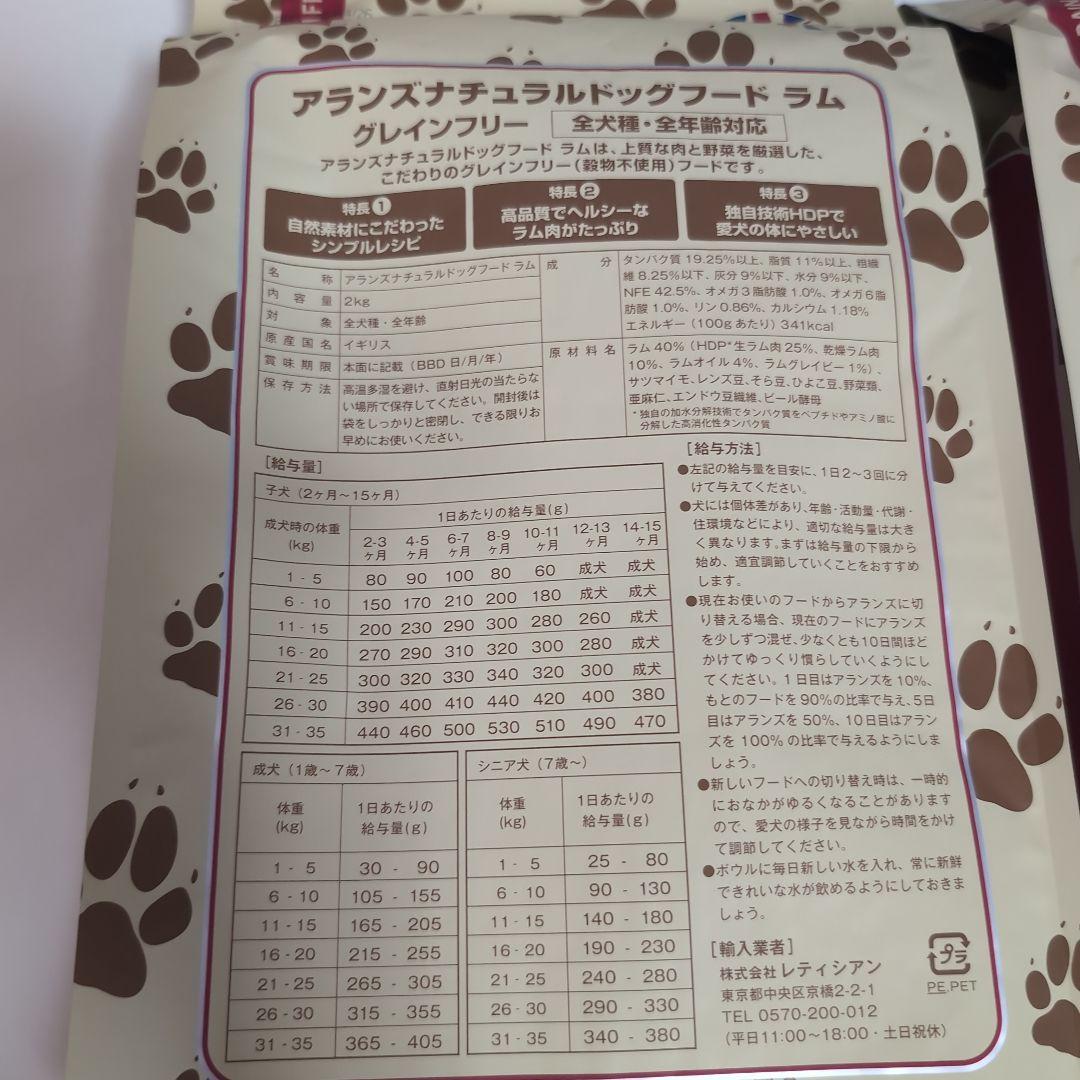 アランズナチュラルドッグフード ラム
グレインフリー 全犬種・全年齢対応
アランズナチュラルドッグフード ラムは、上質な肉と野菜を厳選した、
こだわりのグレインフリー(穀物不使用)フードです。
特長1
自然素材にこだわった
シンプルレシピ
特長2
高品質でヘルシーな
ラム肉がたっぷり
特長3
独自技術HDPで
愛犬の体にやさしい
名称 アランズナチュラルドッグフード ラム
内容量 2kg
対象 全犬種・全年齢
原産国名 イギリス
賞味期限 本面に記載(BBD 日/月/年)
保存方法 高温多湿を避け、直射日光の当たらな
い場所で保存してください。開封後は
袋をしっかりと密閉し、できる限りお
早めにお使いください。
成分 タンパク質 19.25%以上、脂質 11%以上、粗繊
維 8.25%以下、灰分 9%以下、水分 9%以下、
NFE 42.5%、オメガ3脂肪酸 1.0%、オメガ6脂
肪酸 1.0%、リン 0.86%、カルシウム 1.18%
エネルギー(100gあたり)341kcal
原材料名 ラム 40%(HDP*生ラム肉 25%、乾燥ラム肉
10%、ラムオイル 4%、ラムグレイビー 1%)、
サツマイモ、レンズ豆、そら豆、ひよこ豆、野菜類、
亜麻仁、エンドウ豆繊維、ビール酵母
*独自の加水分解技術でタンパク質をペプチドやアミノ酸に
分解した高消化性タンパク質
[給与量]
子犬(2ヶ月〜15ヶ月)
成犬時の体重(kg) 1日あたりの給与量(g)
2-3ヶ月 4-5ヶ月 6-7ヶ月 8-9ヶ月 10-11ヶ月 12-13ヶ月 14-15ヶ月
1 - 5 80 90 100 80 60 成犬 成犬
6 - 10 150 170 210 200 180 成犬 成犬
11 - 15 200 230 290 300 280 260 成犬
16 - 20 270 290 310 320 300 280 成犬
21 - 25 300 320 330 340 320 300 成犬
26 - 30 390 400 410 440 420 400 380
31 - 35 440 460 500 530 510 490 470
成犬(1歳〜7歳)
体重(kg) 1日あたりの給与量(g)
1 - 5 30 - 90
6 - 10 105 - 155
11 - 15 165 - 205
16 - 20 215 - 255
21 - 25 265 - 305
26 - 30 315 - 355
31 - 35 365 - 405
シニア犬(7歳〜)
体重(kg) 1日あたりの給与量(g)
1 - 5 25 - 80
6 - 10 90 - 130
11 - 15 140 - 180
16 - 20 190 - 230
21 - 25 240 - 280
26 - 30 290 - 330
31 - 35 340 - 380
[給与方法]
●左記の給与量を目安に、1日2〜3回に分
けて与えてください。
●犬には個体差があり、年齢・活動量・代謝・
住環境などにより、適切な給与量は大き
く異なります。まずは給与量の下限から
始め、適宜調節していくことをおすすめ
します。
●現在お使いのフードからアランズに切
り替える場合、現在のフードにアランズ
を少しずつ混ぜ、少なくとも10日間ほど
かけてゆっくり慣らしていくようにし
てください。1日目はアランズを10%、
もとのフードを90%の比率で与え、5日
目はアランズを 50%、10日目はアラン
ズを 100% の比率で与えるようにしま
しょう。
●新しいフードへの切り替え時は、一時的
におなかがゆるくなることがあります
ので、愛犬の様子を見ながら時間をかけ
て調節してください。
●ボウルに毎日新しい水を入れ、常に新鮮
できれいな水が飲めるようにしておきま
しょう。
[輸入業者]
株式会社レティシアン
東京都中央区京橋2-2-1
TEL 0570-200-012
(平日11:00〜18:00・土日祝休)
プラ
PE.PET